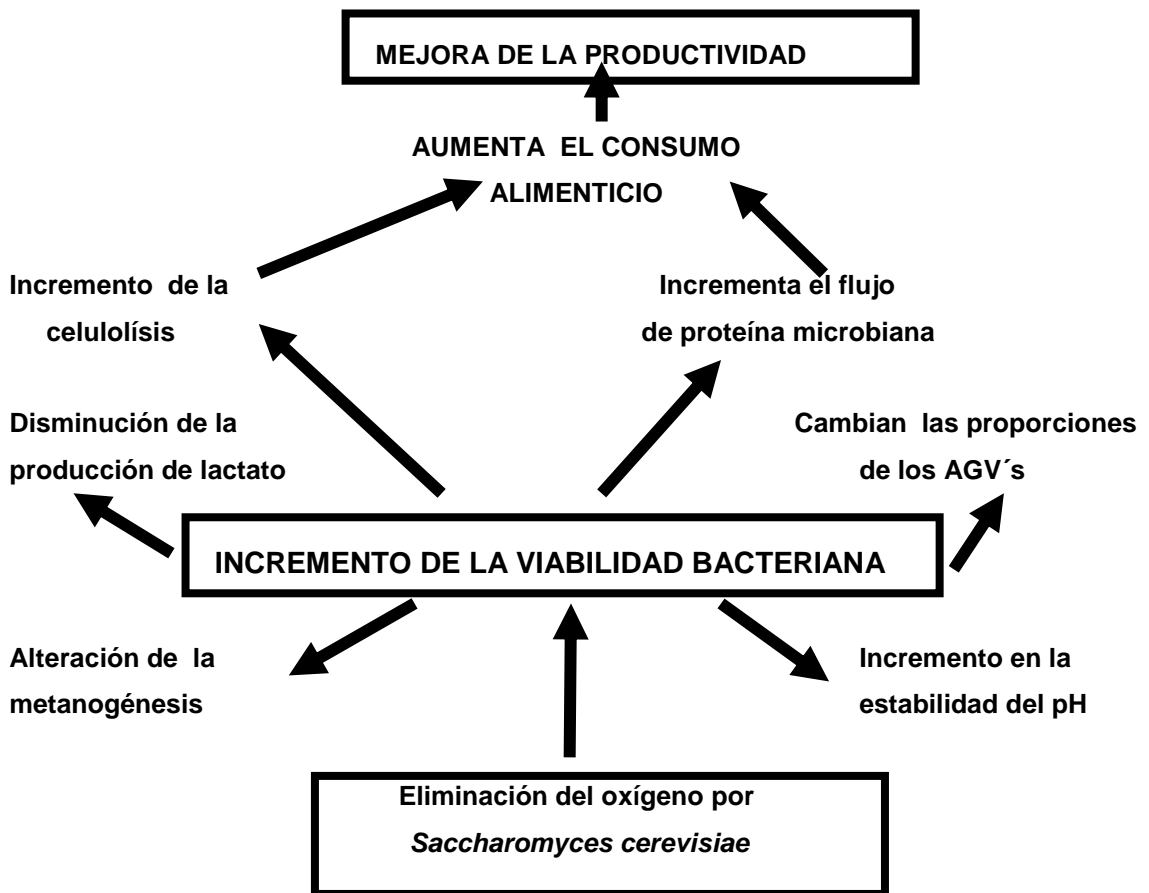 MEJORA DE LA PRODUCTIVIDAD
AUMENTA EL CONSUMO
ALIMENTICIO
Incremento de la
celulolísis
Incrementa el flujo
de proteína microbiana
Disminución de la
producción de lactato
Cambian las proporciones
de los AGV´s
INCREMENTO DE LA VIABILIDAD BACTERIANA
Alteración de la
metanogénesis
Incremento en la
estabilidad del pH
Eliminación del oxígeno por
Saccharomyces cerevisiae